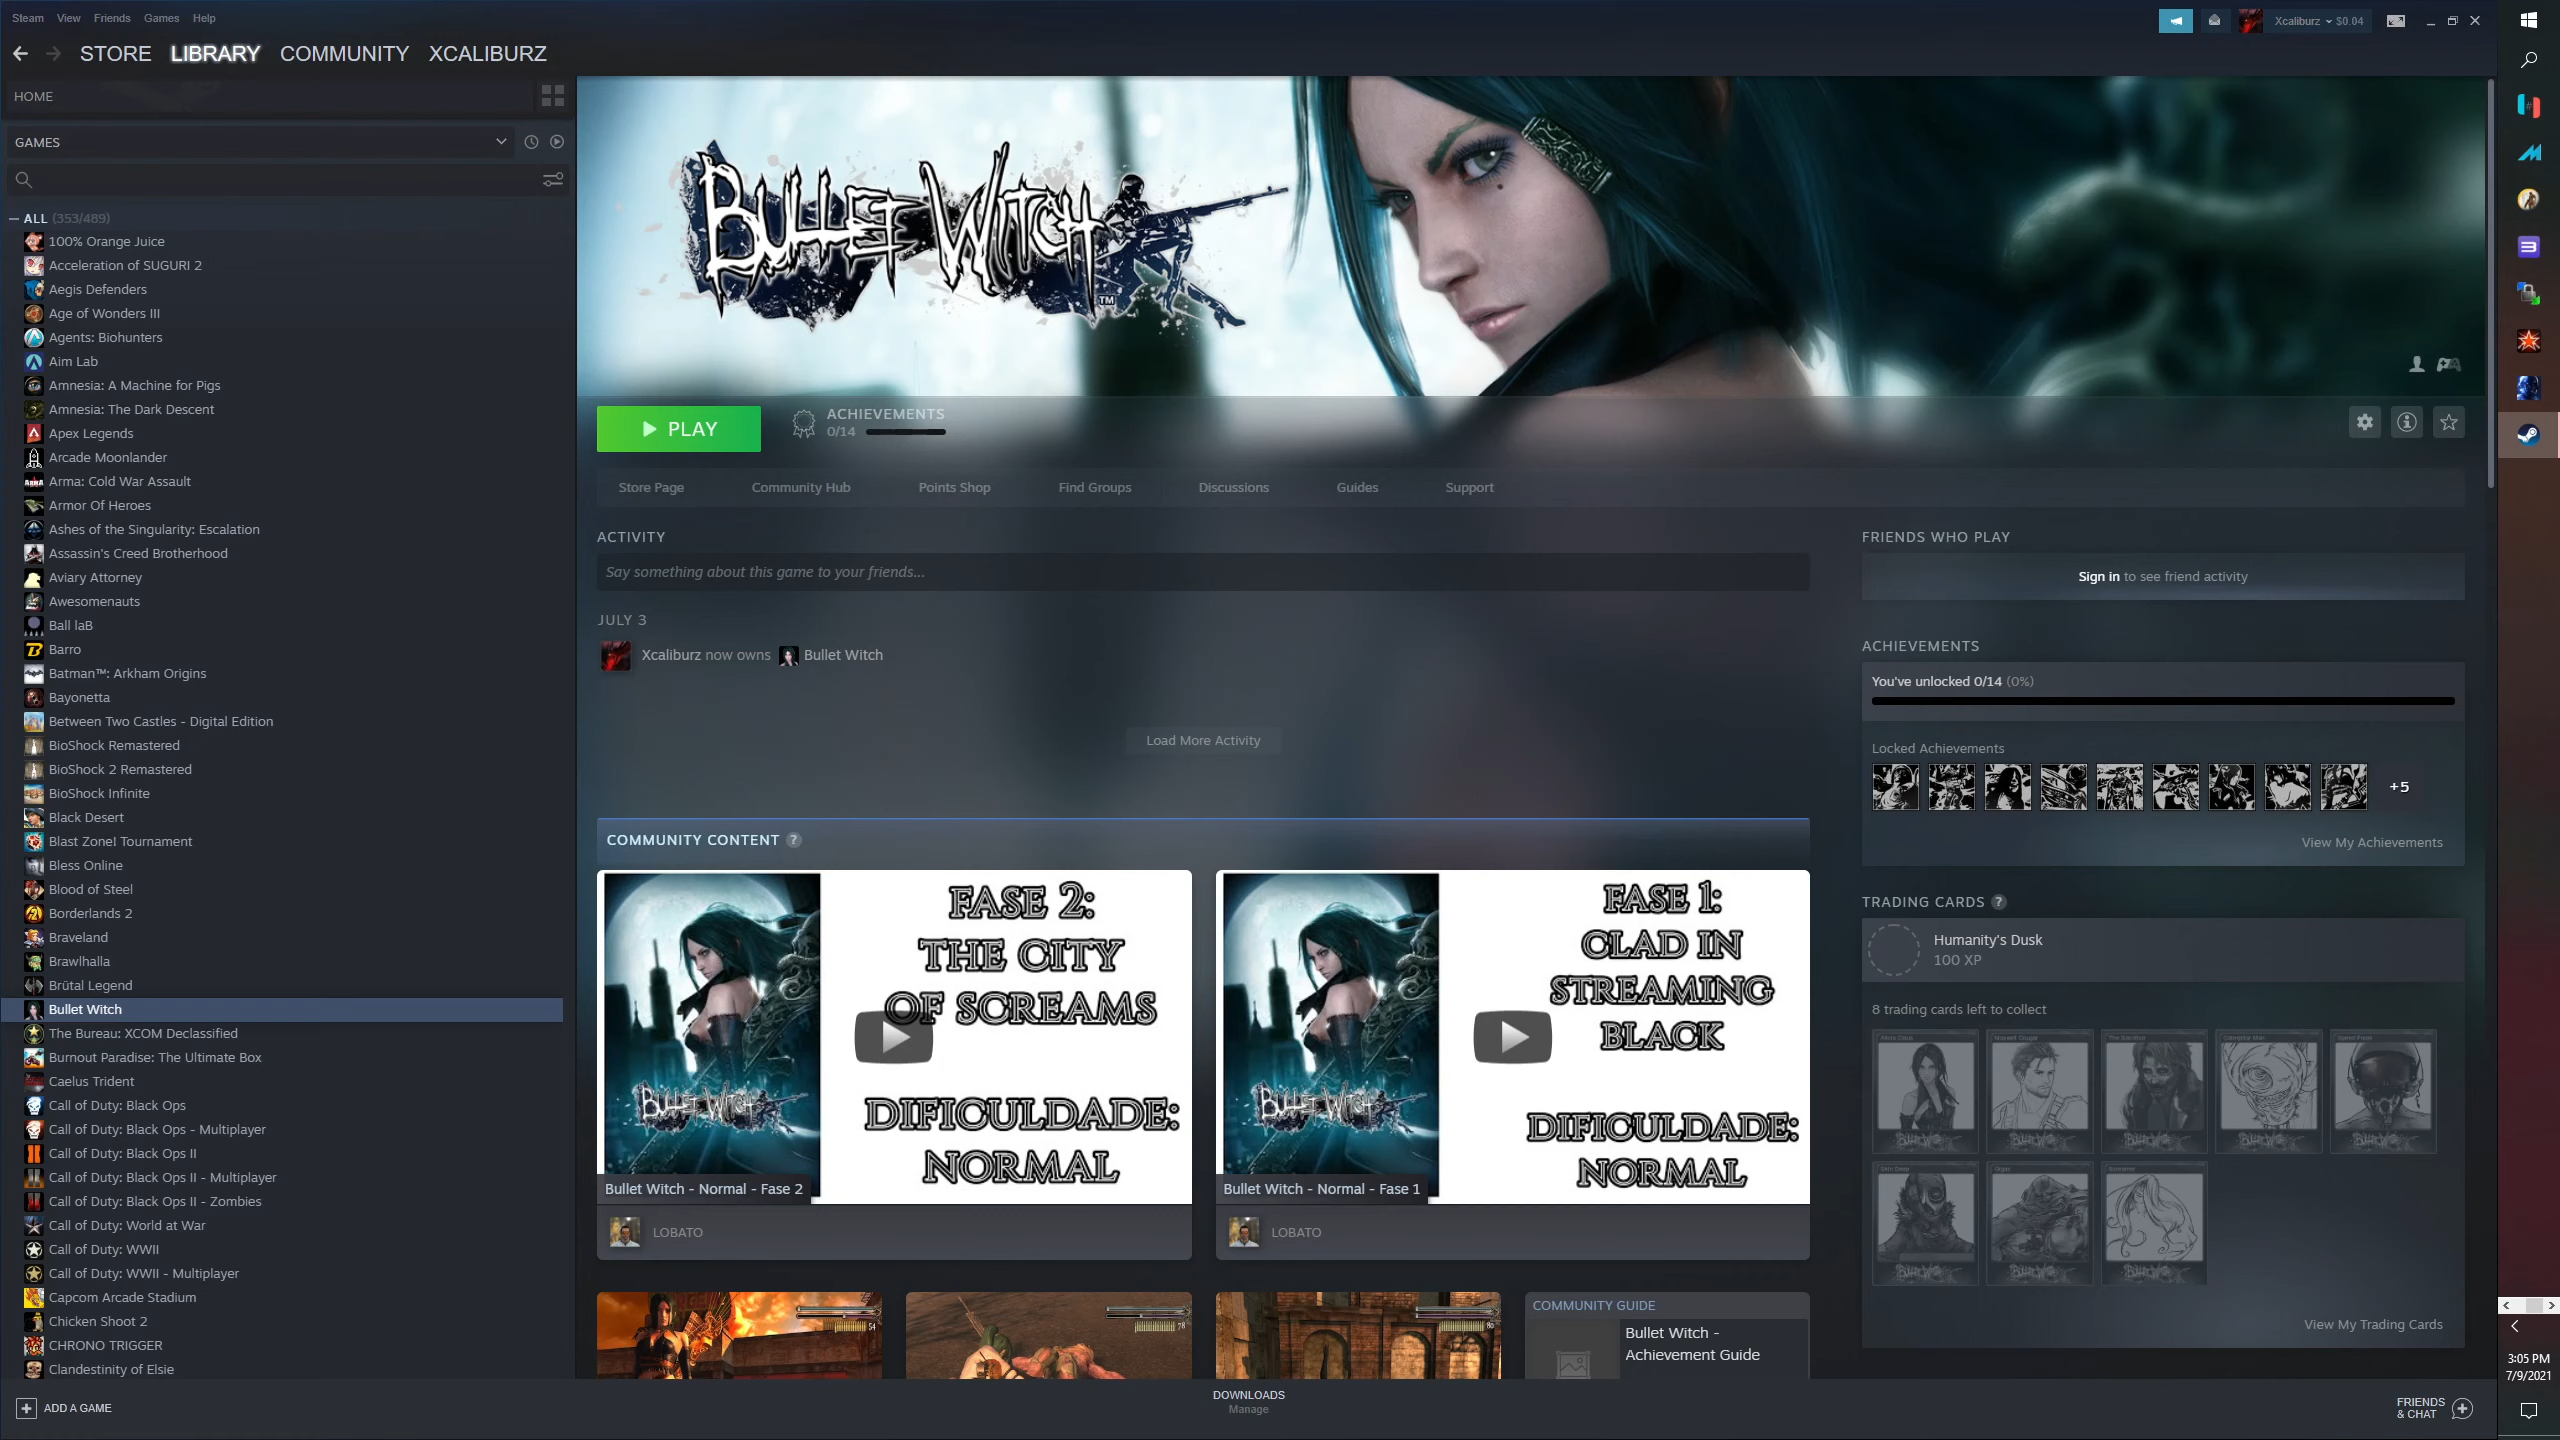 Steam View Friends Games Help
Xcaliburz $0.04
STORE LIBRARY COMMUNITY XCALIBURZ
HOME
GAMES
ALL (353/489)
100% Orange Juice
Acceleration of SUGURI 2
Aegis Defenders
Age of Wonders III
Agents: Biohunters
Aim Lab
Amnesia: A Machine for Pigs
Amnesia: The Dark Descent
Apex Legends
Arcade Moonlander
Arma: Cold War Assault
Armor Of Heroes
Ashes of the Singularity: Escalation
Assassin's Creed Brotherhood
Aviary Attorney
Awesomenauts
Ball laB
Barro
Batman™: Arkham Origins
Bayonetta
Between Two Castles - Digital Edition
BioShock Remastered
BioShock 2 Remastered
BioShock Infinite
Black Desert
Blast Zone! Tournament
Bless Online
Blood of Steel
Borderlands 2
Braveland
Brawlhalla
Brütal Legend
Bullet Witch
The Bureau: XCOM Declassified
Burnout Paradise: The Ultimate Box
Caelus Trident
Call of Duty: Black Ops
Call of Duty: Black Ops - Multiplayer
Call of Duty: Black Ops II
Call of Duty: Black Ops II - Multiplayer
Call of Duty: Black Ops II - Zombies
Call of Duty: World at War
Call of Duty: WWII
Call of Duty: WWII - Multiplayer
Capcom Arcade Stadium
Chicken Shoot 2
CHRONO TRIGGER
Clandestinity of Elsie
ADD A GAME
BULLET WITCH TM
PLAY
ACHIEVEMENTS
0/14
Store Page Community Hub Points Shop Find Groups Discussions Guides Support
ACTIVITY
Say something about this game to your friends...
JULY 3
Xcaliburz now owns Bullet Witch
Load More Activity
COMMUNITY CONTENT ?
FASE 2:
THE CITY
OF SCREAMS
DIFICULDADE:
NORMAL
BULLET WITCH
Bullet Witch - Normal - Fase 2
LOBATO
FASE 1:
CLAD IN
STREAMING
BLACK
DIFICULDADE:
NORMAL
BULLET WITCH
Bullet Witch - Normal - Fase 1
LOBATO
54
78
80
COMMUNITY GUIDE
Bullet Witch -
Achievement Guide
FRIENDS WHO PLAY
Sign in to see friend activity
ACHIEVEMENTS
You've unlocked 0/14 (0%)
Locked Achievements
+5
View My Achievements
TRADING CARDS ?
Humanity's Dusk
100 XP
8 trading cards left to collect
View My Trading Cards
DOWNLOADS
Manage
FRIENDS
& CHAT
3:05 PM
7/9/2021